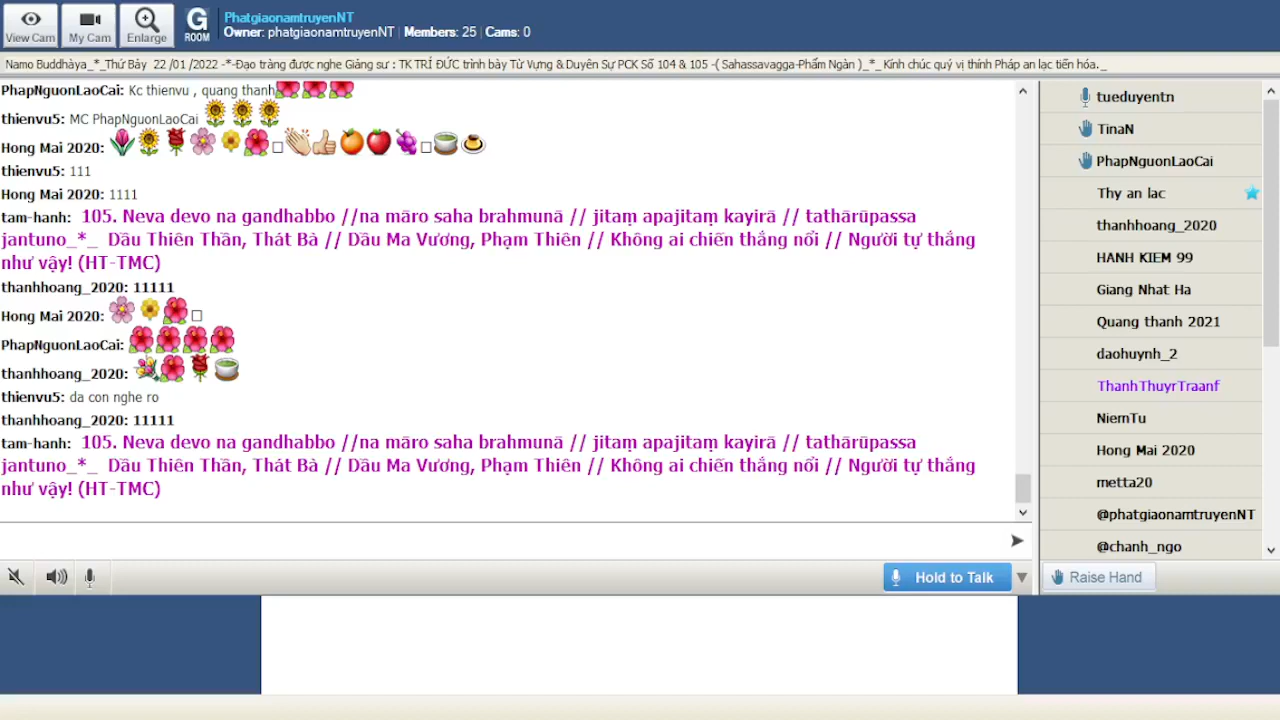 View Cam
My Cam
Enlarge
G
ROOM
PhatgiaonamtruyenNT
Owner: phatgiaonamtruyenNT | Members: 25 | Cams: 0
Namo Buddhàya_*_Thứ Bảy 22 /01 /2022 -*-Đạo tràng được nghe Giảng sư : TK TRÍ ĐỨC trình bày Từ Vựng & Duyên Sự PCK Số 104 & 105 -( Sahassavagga-Phẩm Ngàn )_*_ Kính chúc quý vị thính Pháp an lạc tiến hóa._
PhapNguonLaoCai: Kc thienvu , quang thanh
thienvu5: MC PhapNguonLaoCai
Hong Mai 2020:
thienvu5: 111
Hong Mai 2020: 1111
tam-hanh: 105. Neva devo na gandhabbo //na māro saha brahmunā // jitaṃ apajitaṃ kayirā // tathārūpassa
jantuno_*_ Dầu Thiên Thần, Thát Bà // Dầu Ma Vương, Phạm Thiên // Không ai chiến thắng nổi // Người tự thắng
như vậy! (HT-TMC)
thanhhoang_2020: 11111
Hong Mai 2020:
PhapNguonLaoCai:
thanhhoang_2020:
thienvu5: da con nghe ro
thanhhoang_2020: 11111
tam-hanh: 105. Neva devo na gandhabbo //na māro saha brahmunā // jitaṃ apajitaṃ kayirā // tathārūpassa
jantuno_*_ Dầu Thiên Thần, Thát Bà // Dầu Ma Vương, Phạm Thiên // Không ai chiến thắng nổi // Người tự thắng
như vậy! (HT-TMC)
Hold to Talk
tueduyentn
TinaN
PhapNguonLaoCai
Thy an lac
thanhhoang_2020
HANH KIEM 99
Giang Nhat Ha
Quang thanh 2021
daohuynh_2
ThanhThuyrTraanf
NiemTu
Hong Mai 2020
metta20
@phatgiaonamtruyenNT
@chanh_ngo
Raise Hand